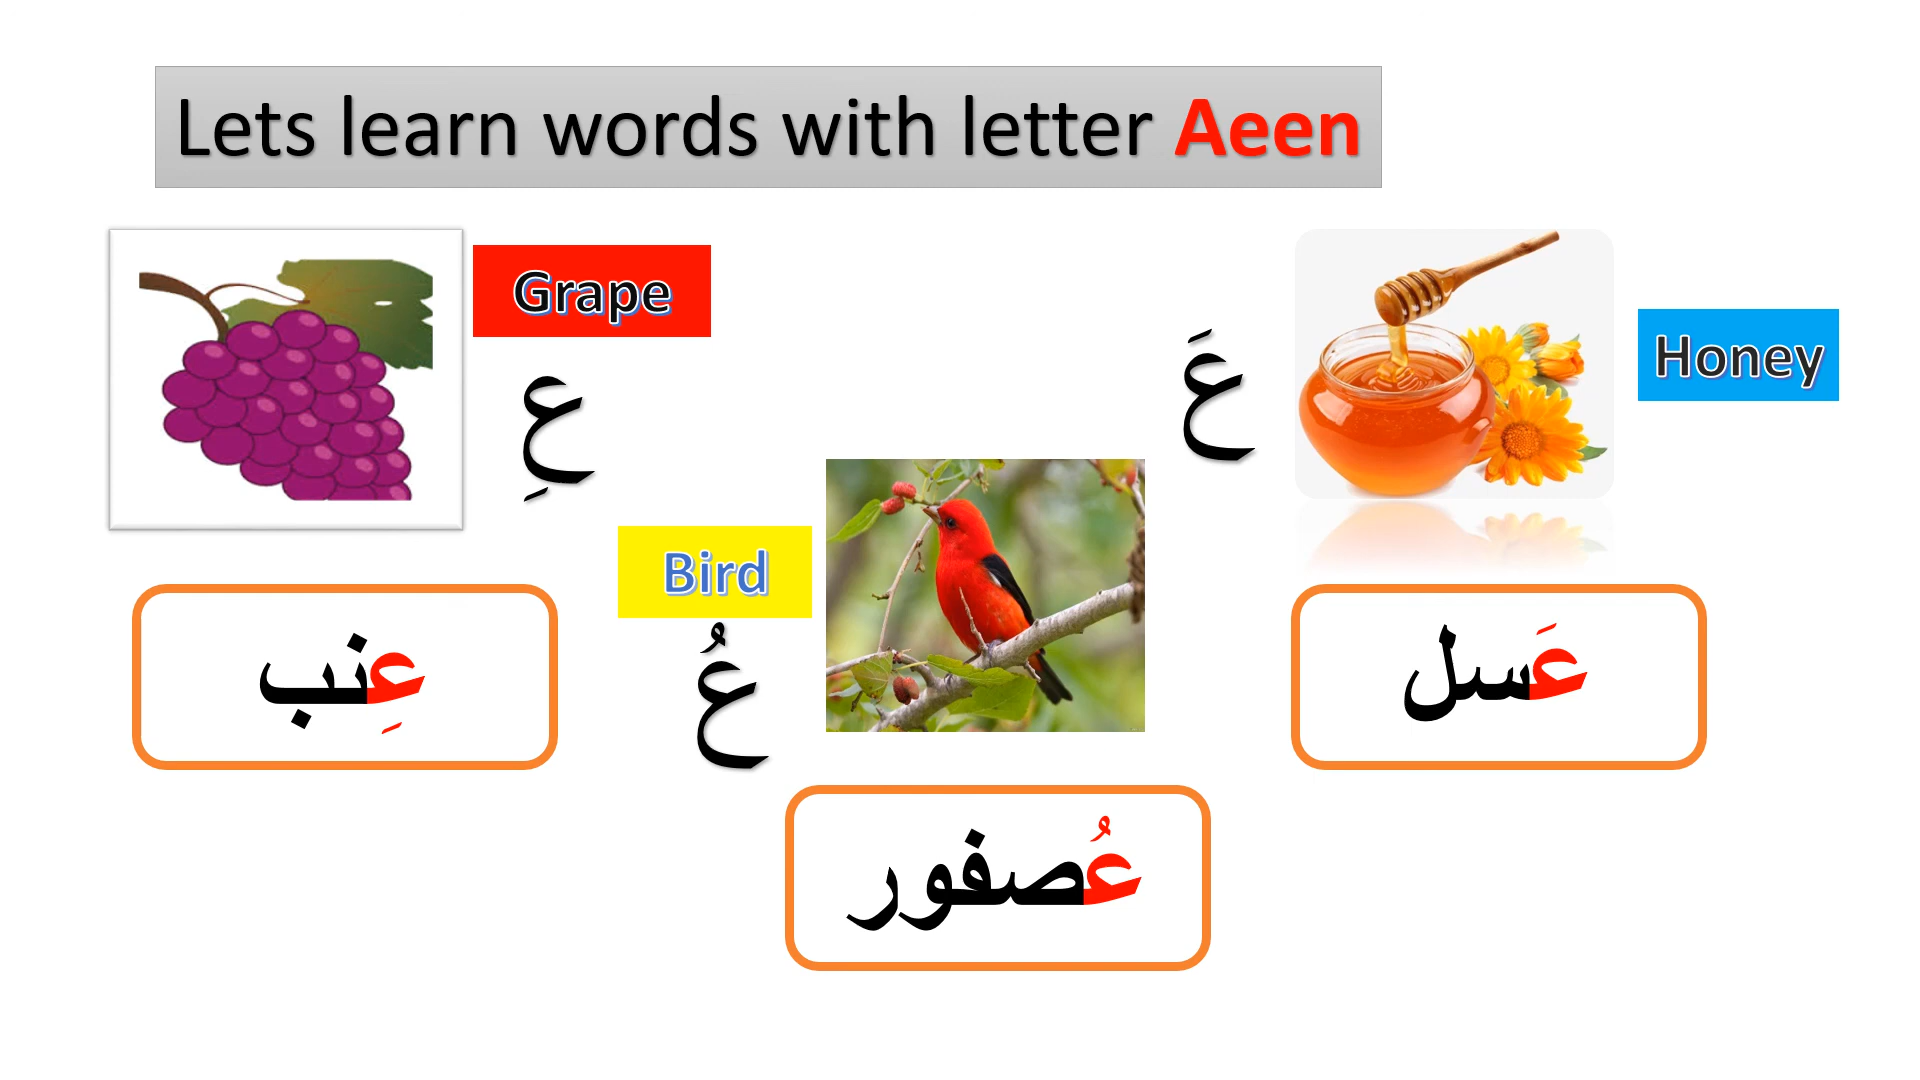 Lets learn words with letter Aeen
Grape
عِ
عِنب
Bird
عُ
عُصفور
Honey
عَ
عَسل